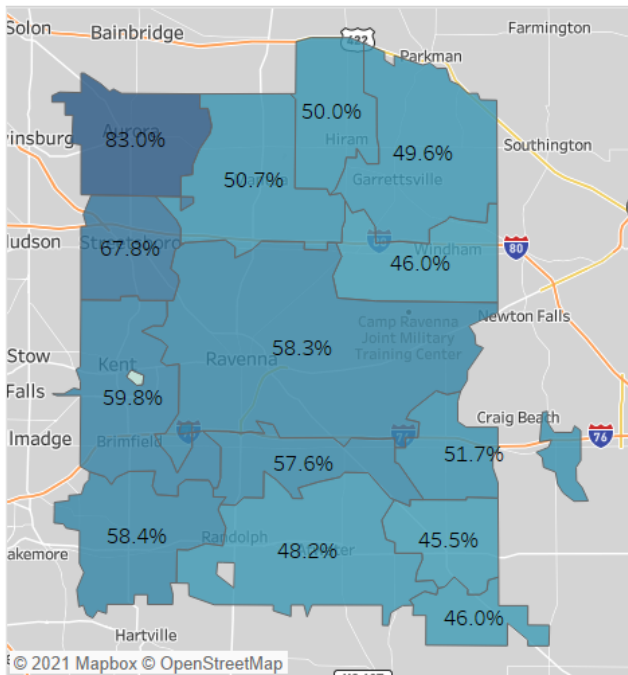 Solon
Bainbridge
422
Farmington
Parkman
50.0%
Aurora
83.0%
Hiram
49.6%
Southington
50.7%
Garrettsville
Streetsboro
Hudson
67.8%
80
Windham
80
46.0%
Camp Ravenna
Joint Military
Training Center
Newton Falls
Stow
Kent
Ravenna
58.3%
Falls
59.8%
Craig Beath
Imadge
Brimfield
76
76
76
51.7%
57.6%
58.4%
Randolph
48.2%
45.5%
46.0%
Hartville
© 2021 Mapbox © OpenStreetMap